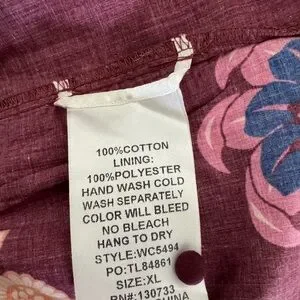 100%COTTON
LINING:
100%POLYESTER
HAND WASH COLD
WASH SEPARATELY
COLOR WILL BLEED
NO BLEACH
HANG TO DRY
STYLE:WC5494
PO:TL84861
SIZE:XL
RN#:130733
CHINA